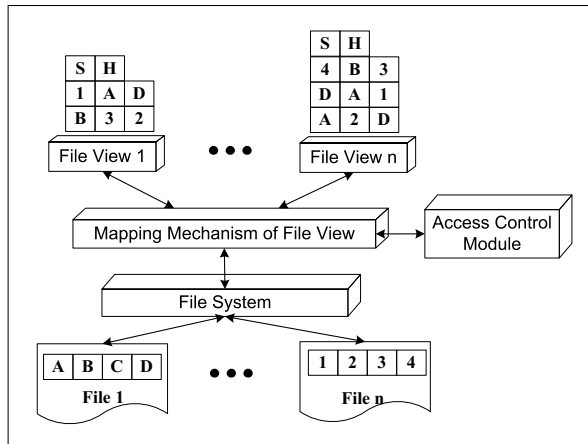 S H
1 A D
B 3 2
File View 1
S H
4 B 3
D A 1
A 2 D
File View n
Mapping Mechanism of File View
Access Control
Module
File System
A B C D
File 1
1 2 3 4
File n